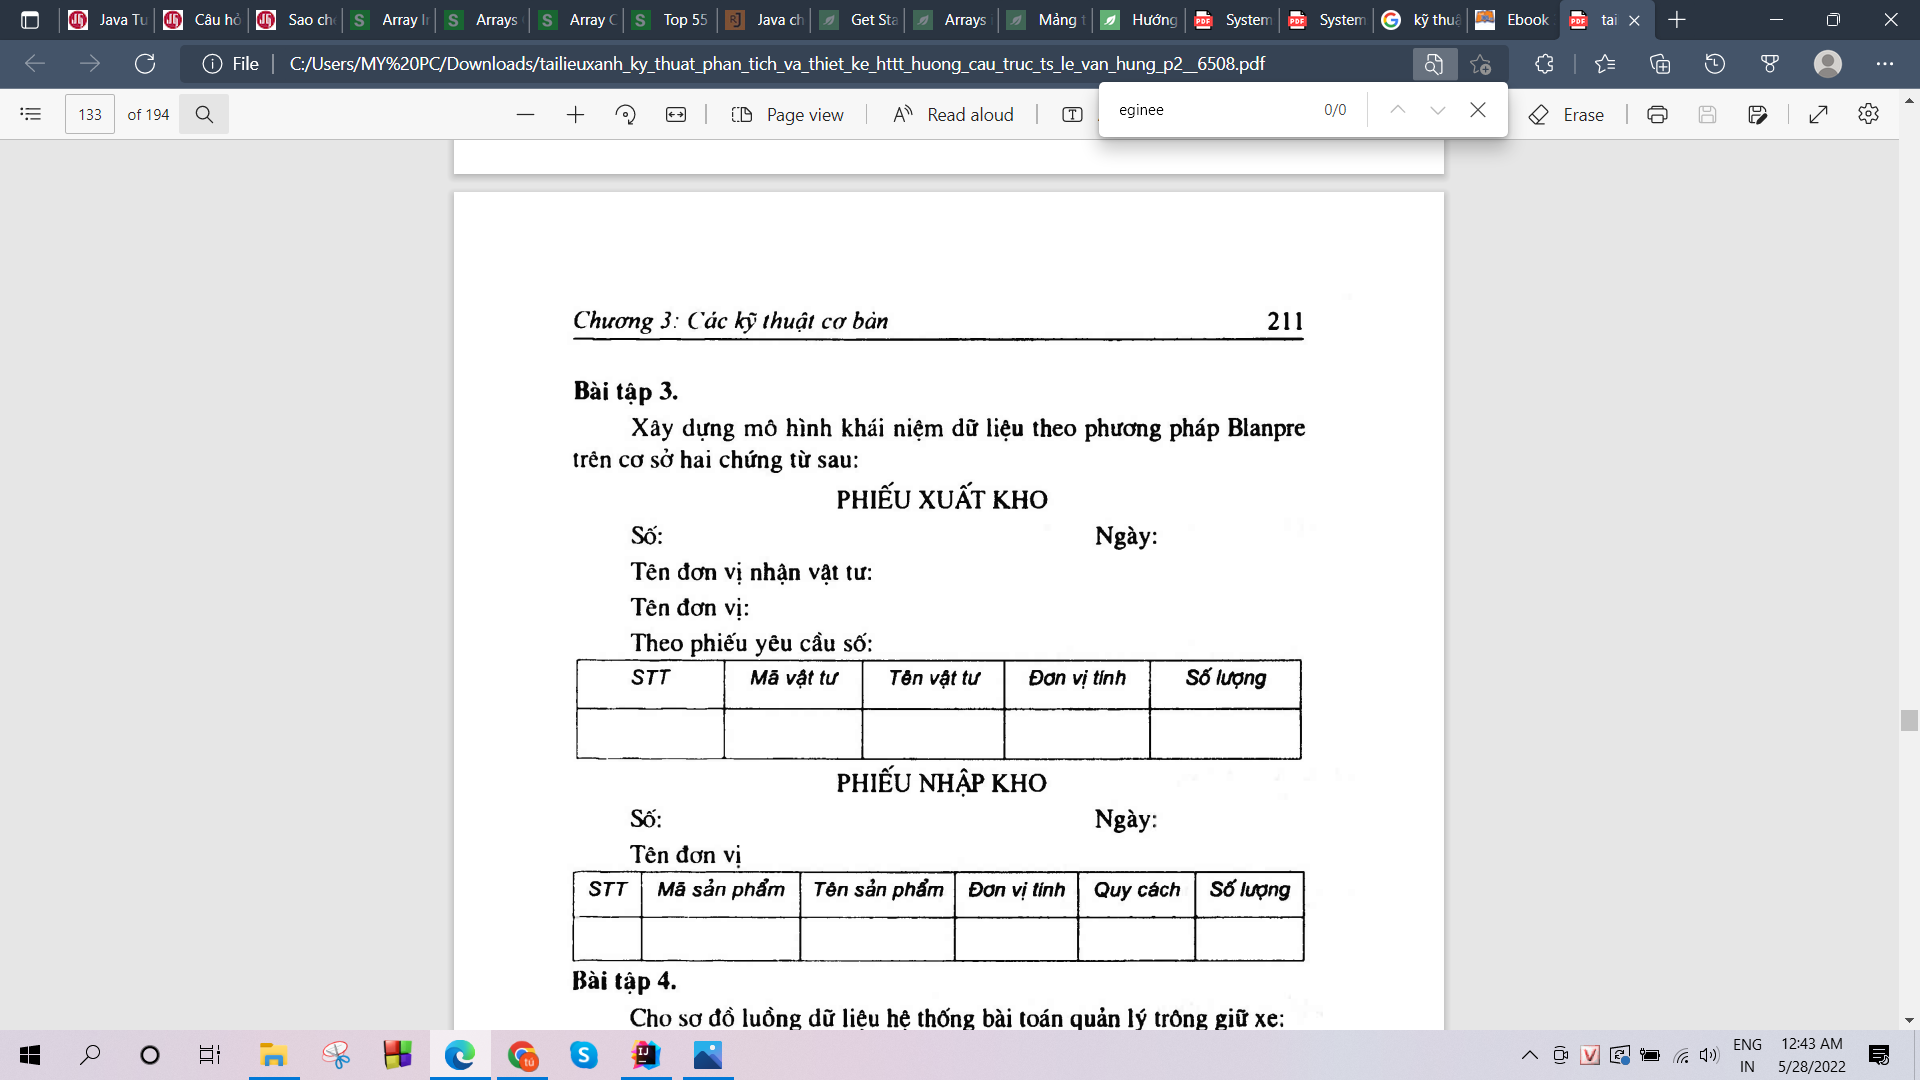 Java Tu
Câu hỏ
Sao ch
Array I
Arrays
Array C
Top 55
Java ch
Get Sta
Arrays
Mảng t
Hướng
System
System
kỹ thuậ
Ebook
tai
File
C:/Users/MY%20PC/Downloads/tailieuxanh_ky_thuat_phan_tich_va_thiet_ke_httt_huong_cau_truc_ts_le_van_hung_p2__6508.pdf
133 of 194
Page view
Read aloud
Erase
eginee 0/0
Chương 3: Các kỹ thuật cơ bản 211
Bài tập 3.
Xây dựng mô hình khái niệm dữ liệu theo phương pháp Blanpre
trên cơ sở hai chứng từ sau:
PHIẾU XUẤT KHO
Số: Ngày:
Tên đơn vị nhận vật tư:
Tên đơn vị:
Theo phiếu yêu cầu số:
STT Mã vật tư Tên vật tư Đơn vị tính Số lượng
PHIẾU NHẬP KHO
Số: Ngày:
Tên đơn vị
STT Mã sản phẩm Tên sản phẩm Đơn vị tính Quy cách Số lượng
Bài tập 4.
Cho sơ đồ luồng dữ liệu hệ thống bài toán quản lý trông giữ xe:
ENG
IN
12:43 AM
5/28/2022